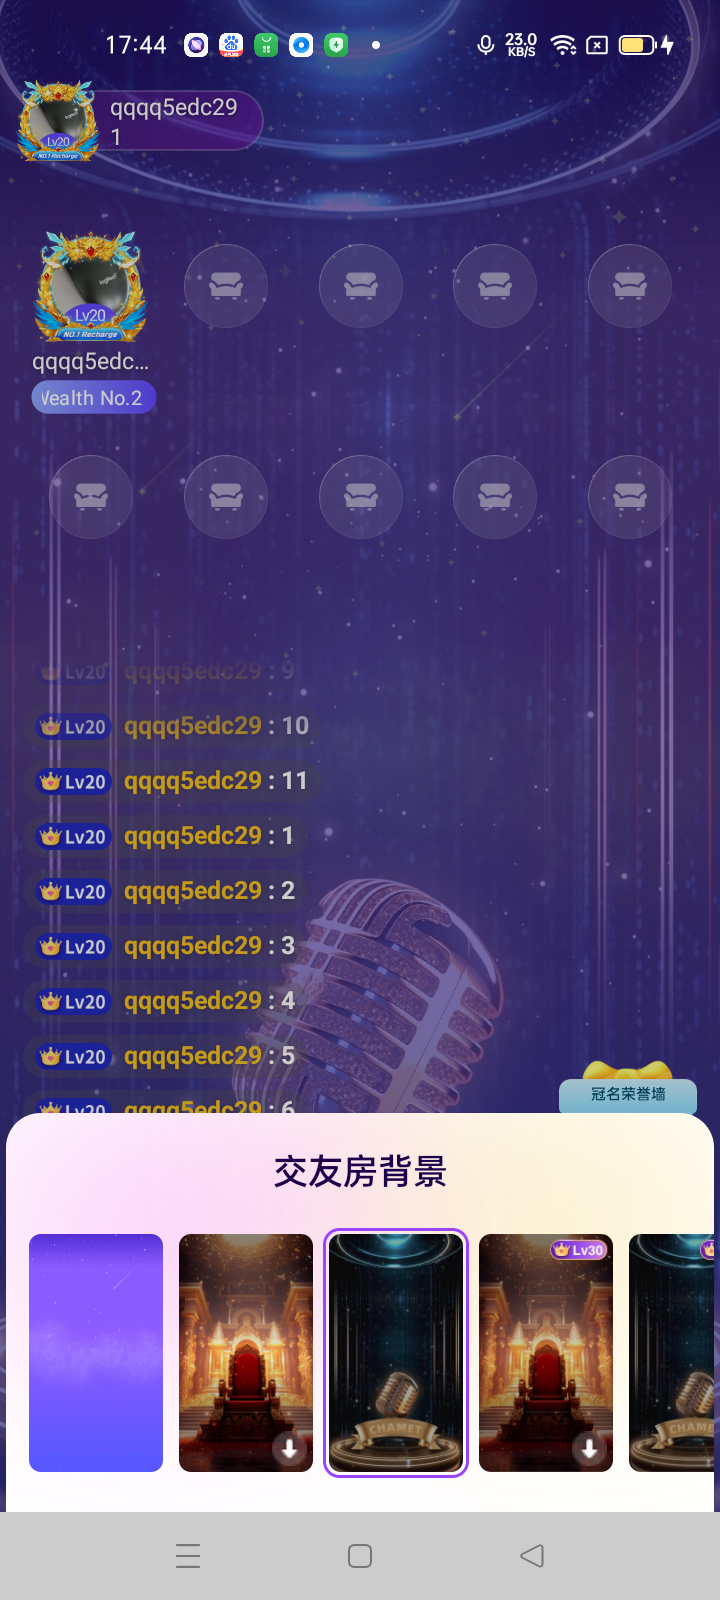 17:44
23.0
KB/S
qqqq5edc29
1
Lv20
NO.1 Recharge
Lv20
NO.1 Recharge
qqqq5edc...
Wealth No.2
Lv20 qqqq5edc29 : 9
Lv20 qqqq5edc29 : 10
Lv20 qqqq5edc29 : 11
Lv20 qqqq5edc29 : 1
Lv20 qqqq5edc29 : 2
Lv20 qqqq5edc29 : 3
Lv20 qqqq5edc29 : 4
Lv20 qqqq5edc29 : 5
Lv20 qqqq5edc29 : 6
冠名荣誉墙
交友房背景
Lv30
CHAMET
CHAME